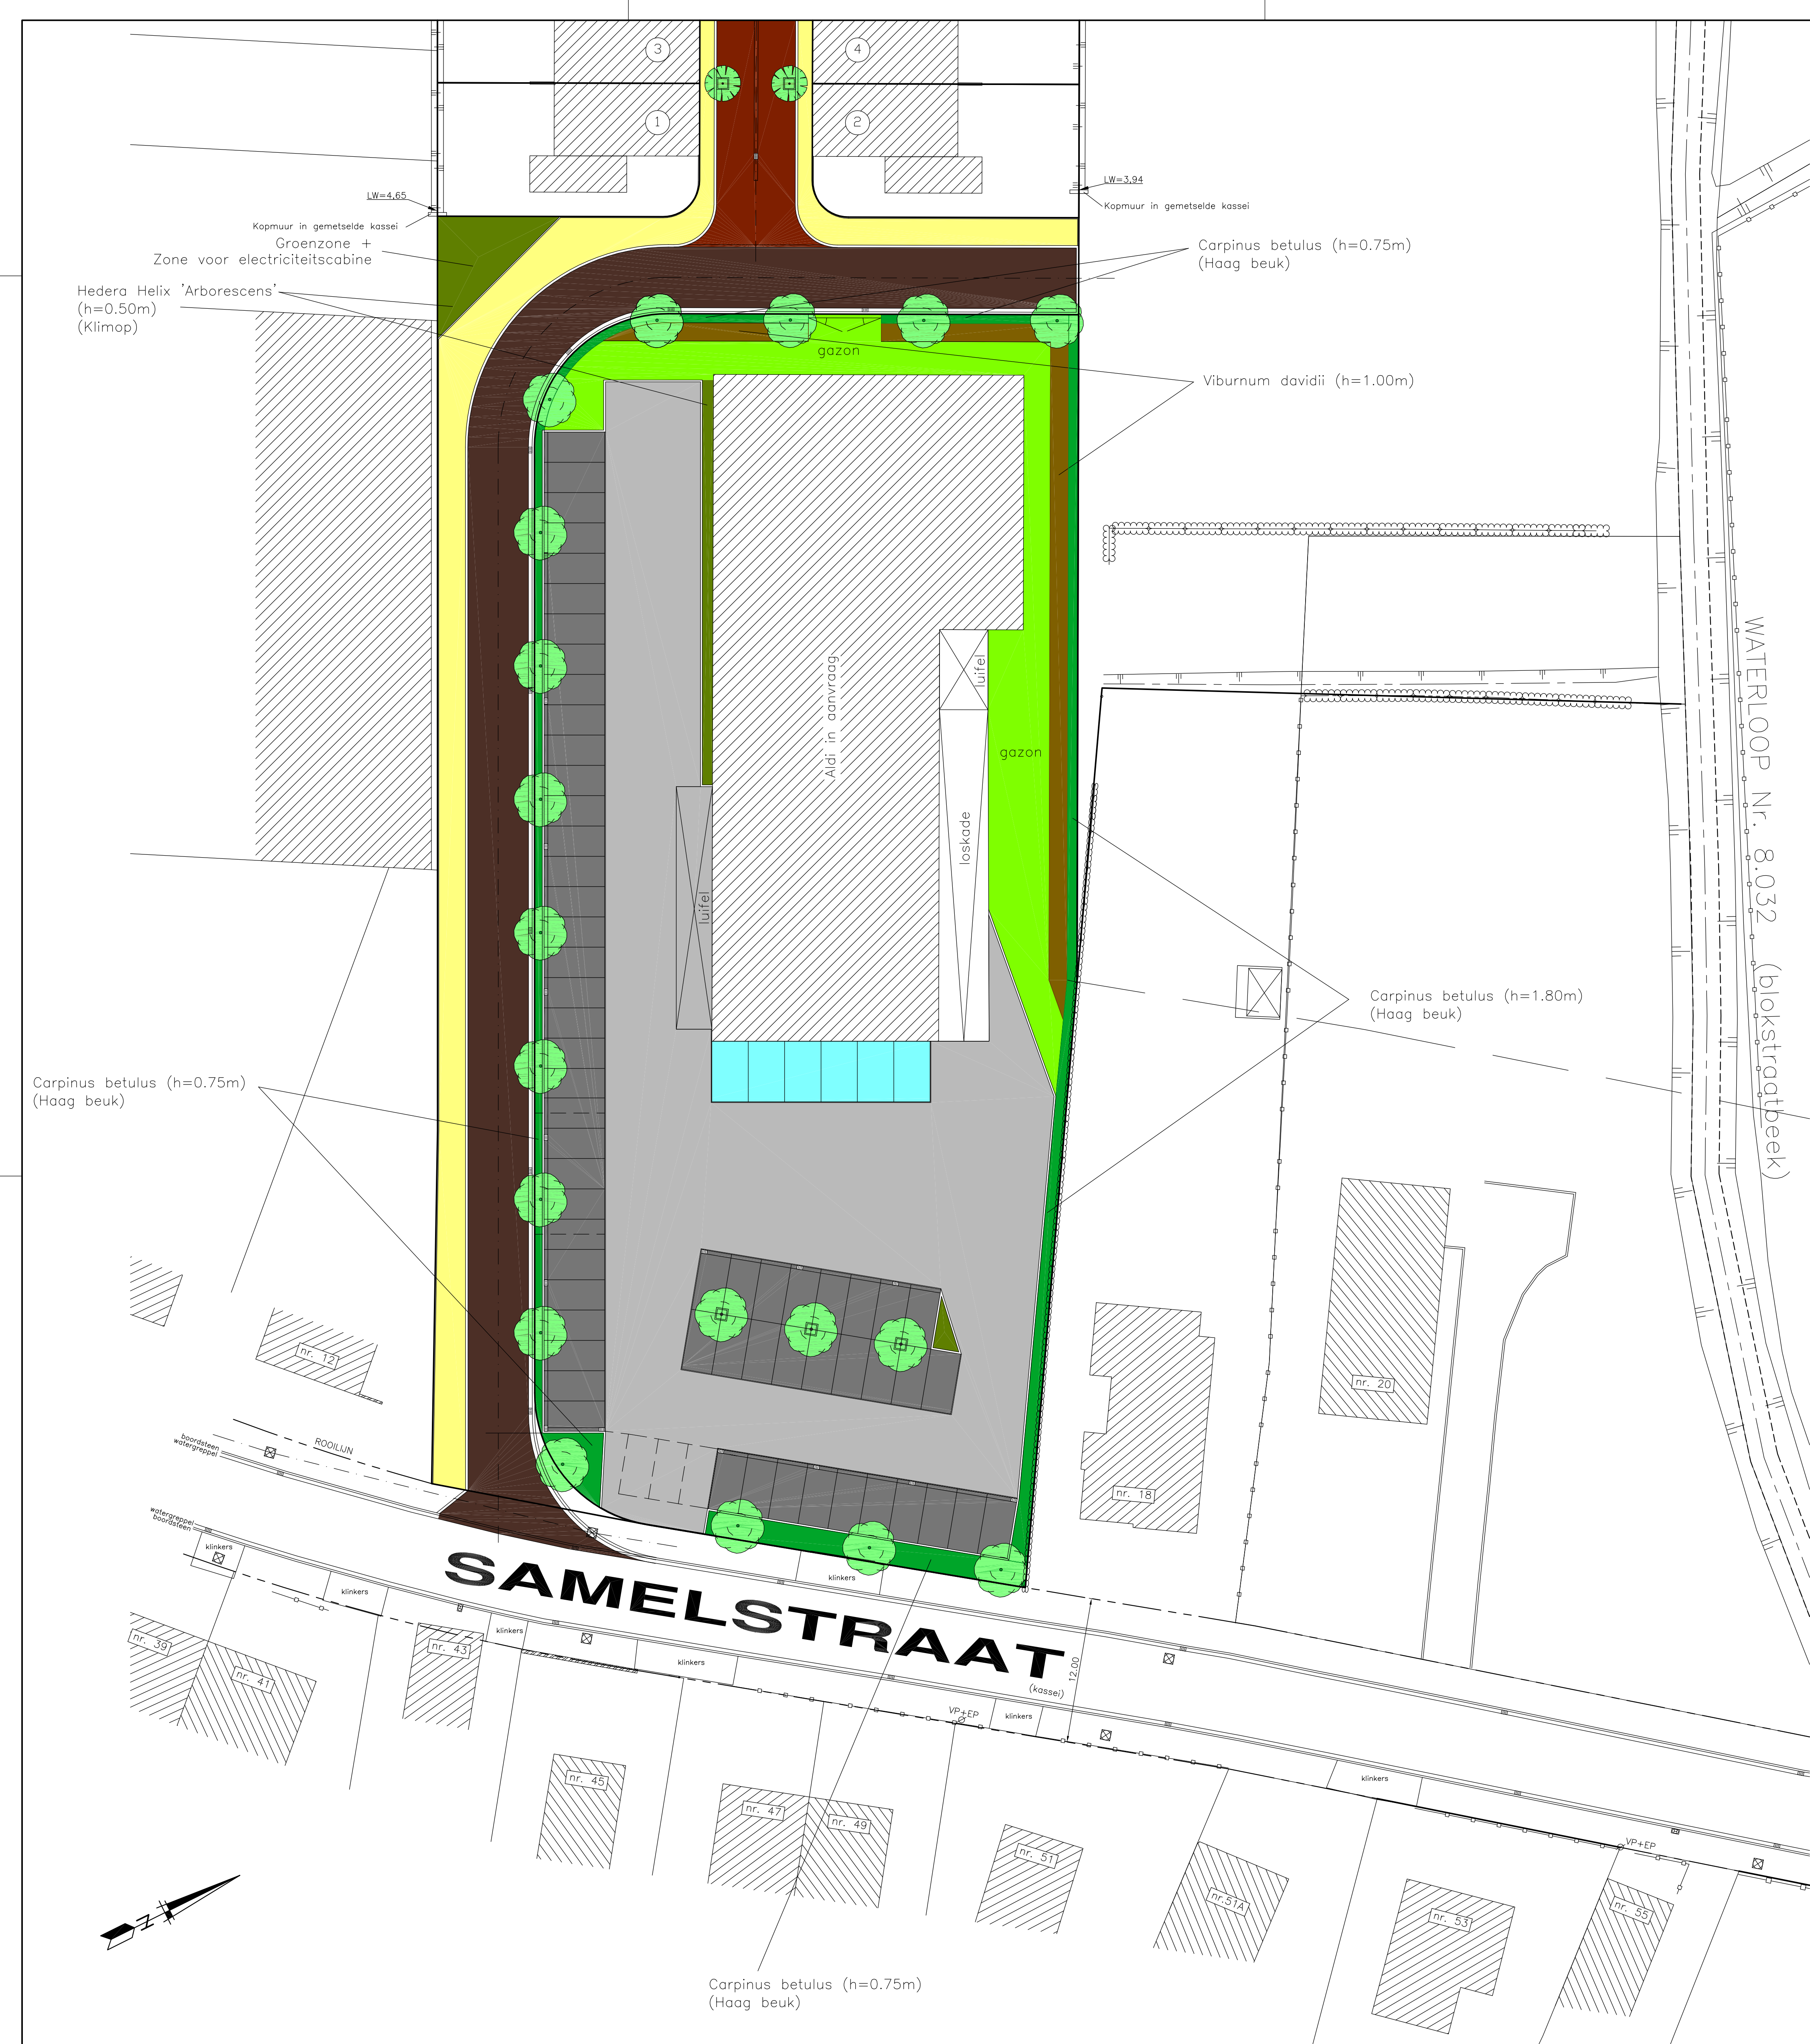 3
4
1
2
LW=4,65
LW=3,94
Kopmuur in gemetselde kassei
Kopmuur in gemetselde kassei
Groenzone +
Zone voor electriciteitscabine
Carpinus betulus (h=0.75m)
(Haag beuk)
Hedera Helix 'Arborescens'
(h=0.50m)
(Klimop)
gazon
Viburnum davidii (h=1.00m)
Aldi in aanvraag
luifel
gazon
loskade
luifel
WATERLOOP Nr. 8.032 (blokstraatbeek)
Carpinus betulus (h=1.80m)
(Haag beuk)
Carpinus betulus (h=0.75m)
(Haag beuk)
nr. 12
nr. 20
nr. 18
ROOILIJN
boordsteen
watergreppel
watergreppel
boordsteen
klinkers
klinkers
klinkers
klinkers
klinkers
klinkers
klinkers
SAMELSTRAAT
(kassei)
12.00
VP+EP
VP+EP
nr. 39
nr. 41
nr. 43
nr. 45
nr. 47
nr. 49
nr. 51
nr.51A
nr. 53
nr. 55
N
Carpinus betulus (h=0.75m)
(Haag beuk)